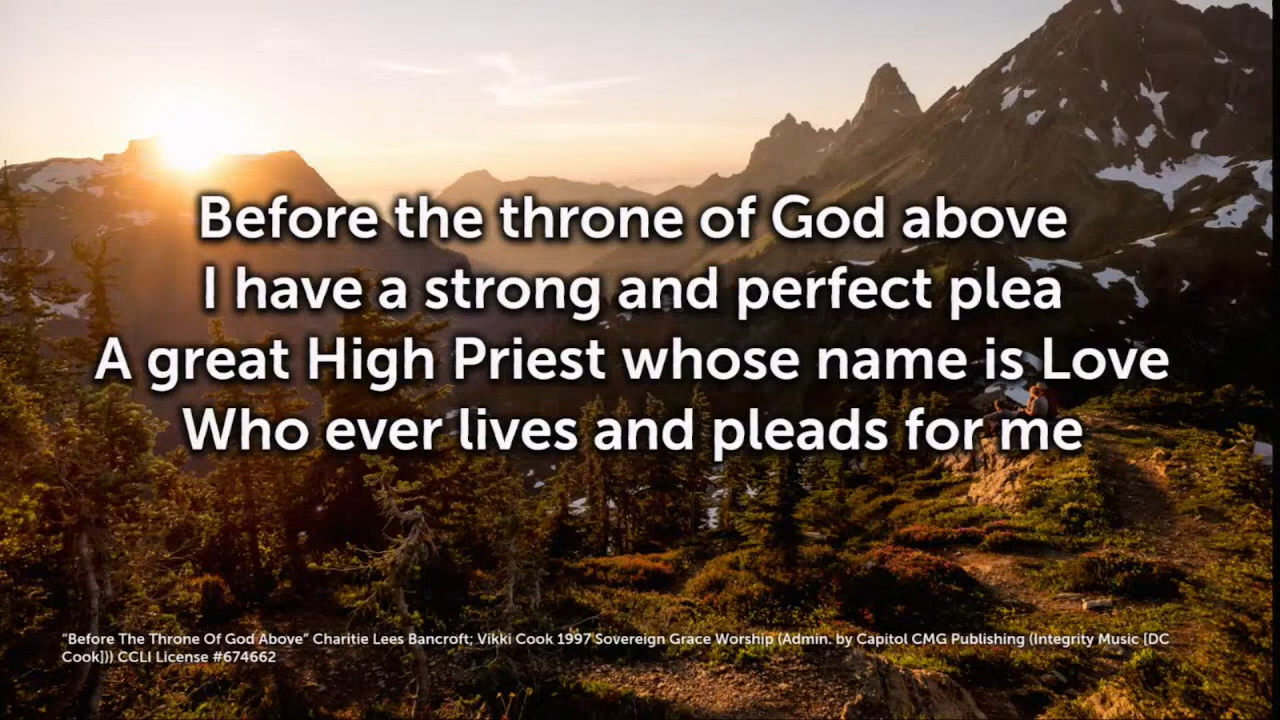 Before the throne of God above
I have a strong and perfect plea
A great High Priest whose name is Love
Who ever lives and pleads for me
"Before The Throne Of God Above" Charitie Lees Bancroft; Vikki Cook 1997 Sovereign Grace Worship (Admin. by Capitol CMG Publishing (Integrity Music [DC
Cook])) CCLI License #674662